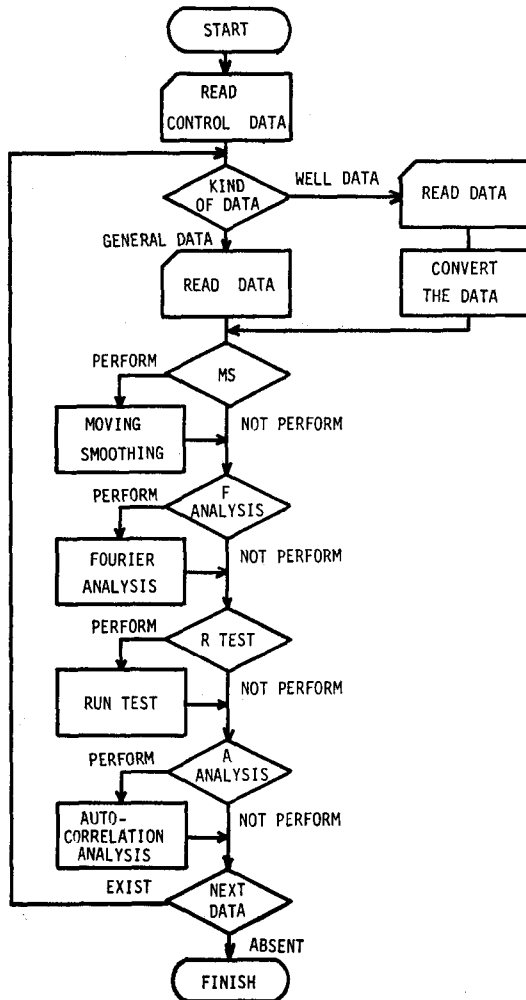 START
READ
CONTROL DATA
KIND
OF DATA
WELL DATA
READ DATA
GENERAL DATA
READ DATA
CONVERT
THE DATA
PERFORM
MS
MOVING
SMOOTHING
NOT PERFORM
PERFORM
F
ANALYSIS
FOURIER
ANALYSIS
NOT PERFORM
PERFORM
R TEST
RUN TEST
NOT PERFORM
PERFORM
A
ANALYSIS
AUTO-
CORRELATION
ANALYSIS
NOT PERFORM
EXIST
NEXT
DATA
ABSENT
FINISH